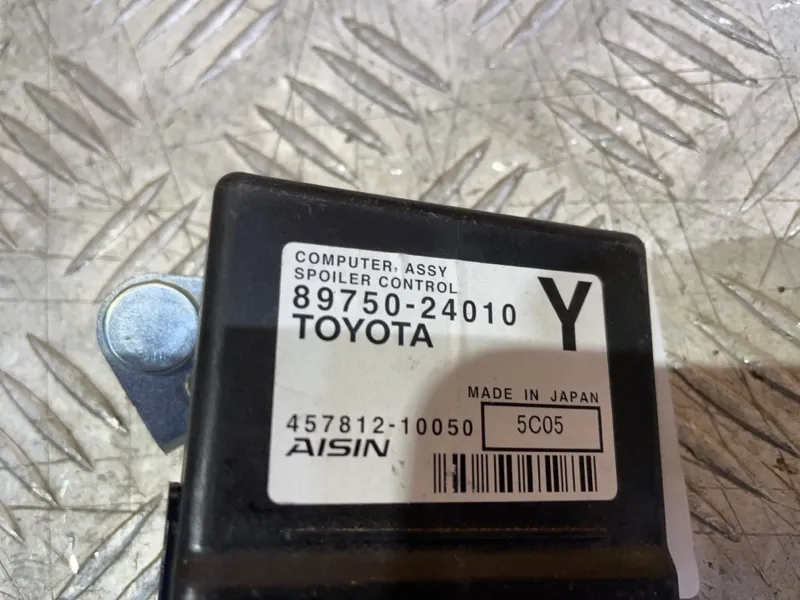 COMPUTER, ASSY
SPOILER CONTROL
89750-24010
TOYOTA
Y
MADE IN JAPAN
457812-10050
5C05
AISIN